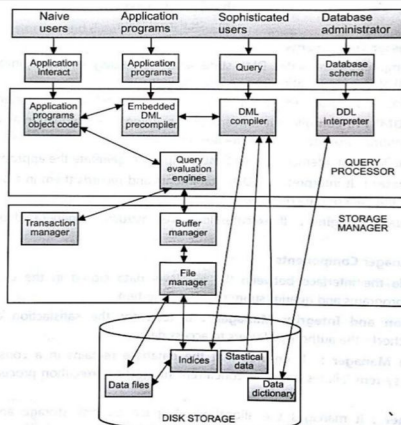 Naive users
Application programs
Sophisticated users
Database administrator
Application interact
Application programs
Query
Database scheme
Application programs object code
Embedded DML precompiler
DML compiler
DDL interpreter
Query evaluation engines
QUERY PROCESSOR
STORAGE MANAGER
Transaction manager
Buffer manager
File manager
Indices
Stastical data
Data files
Data dictionary
DISK STORAGE